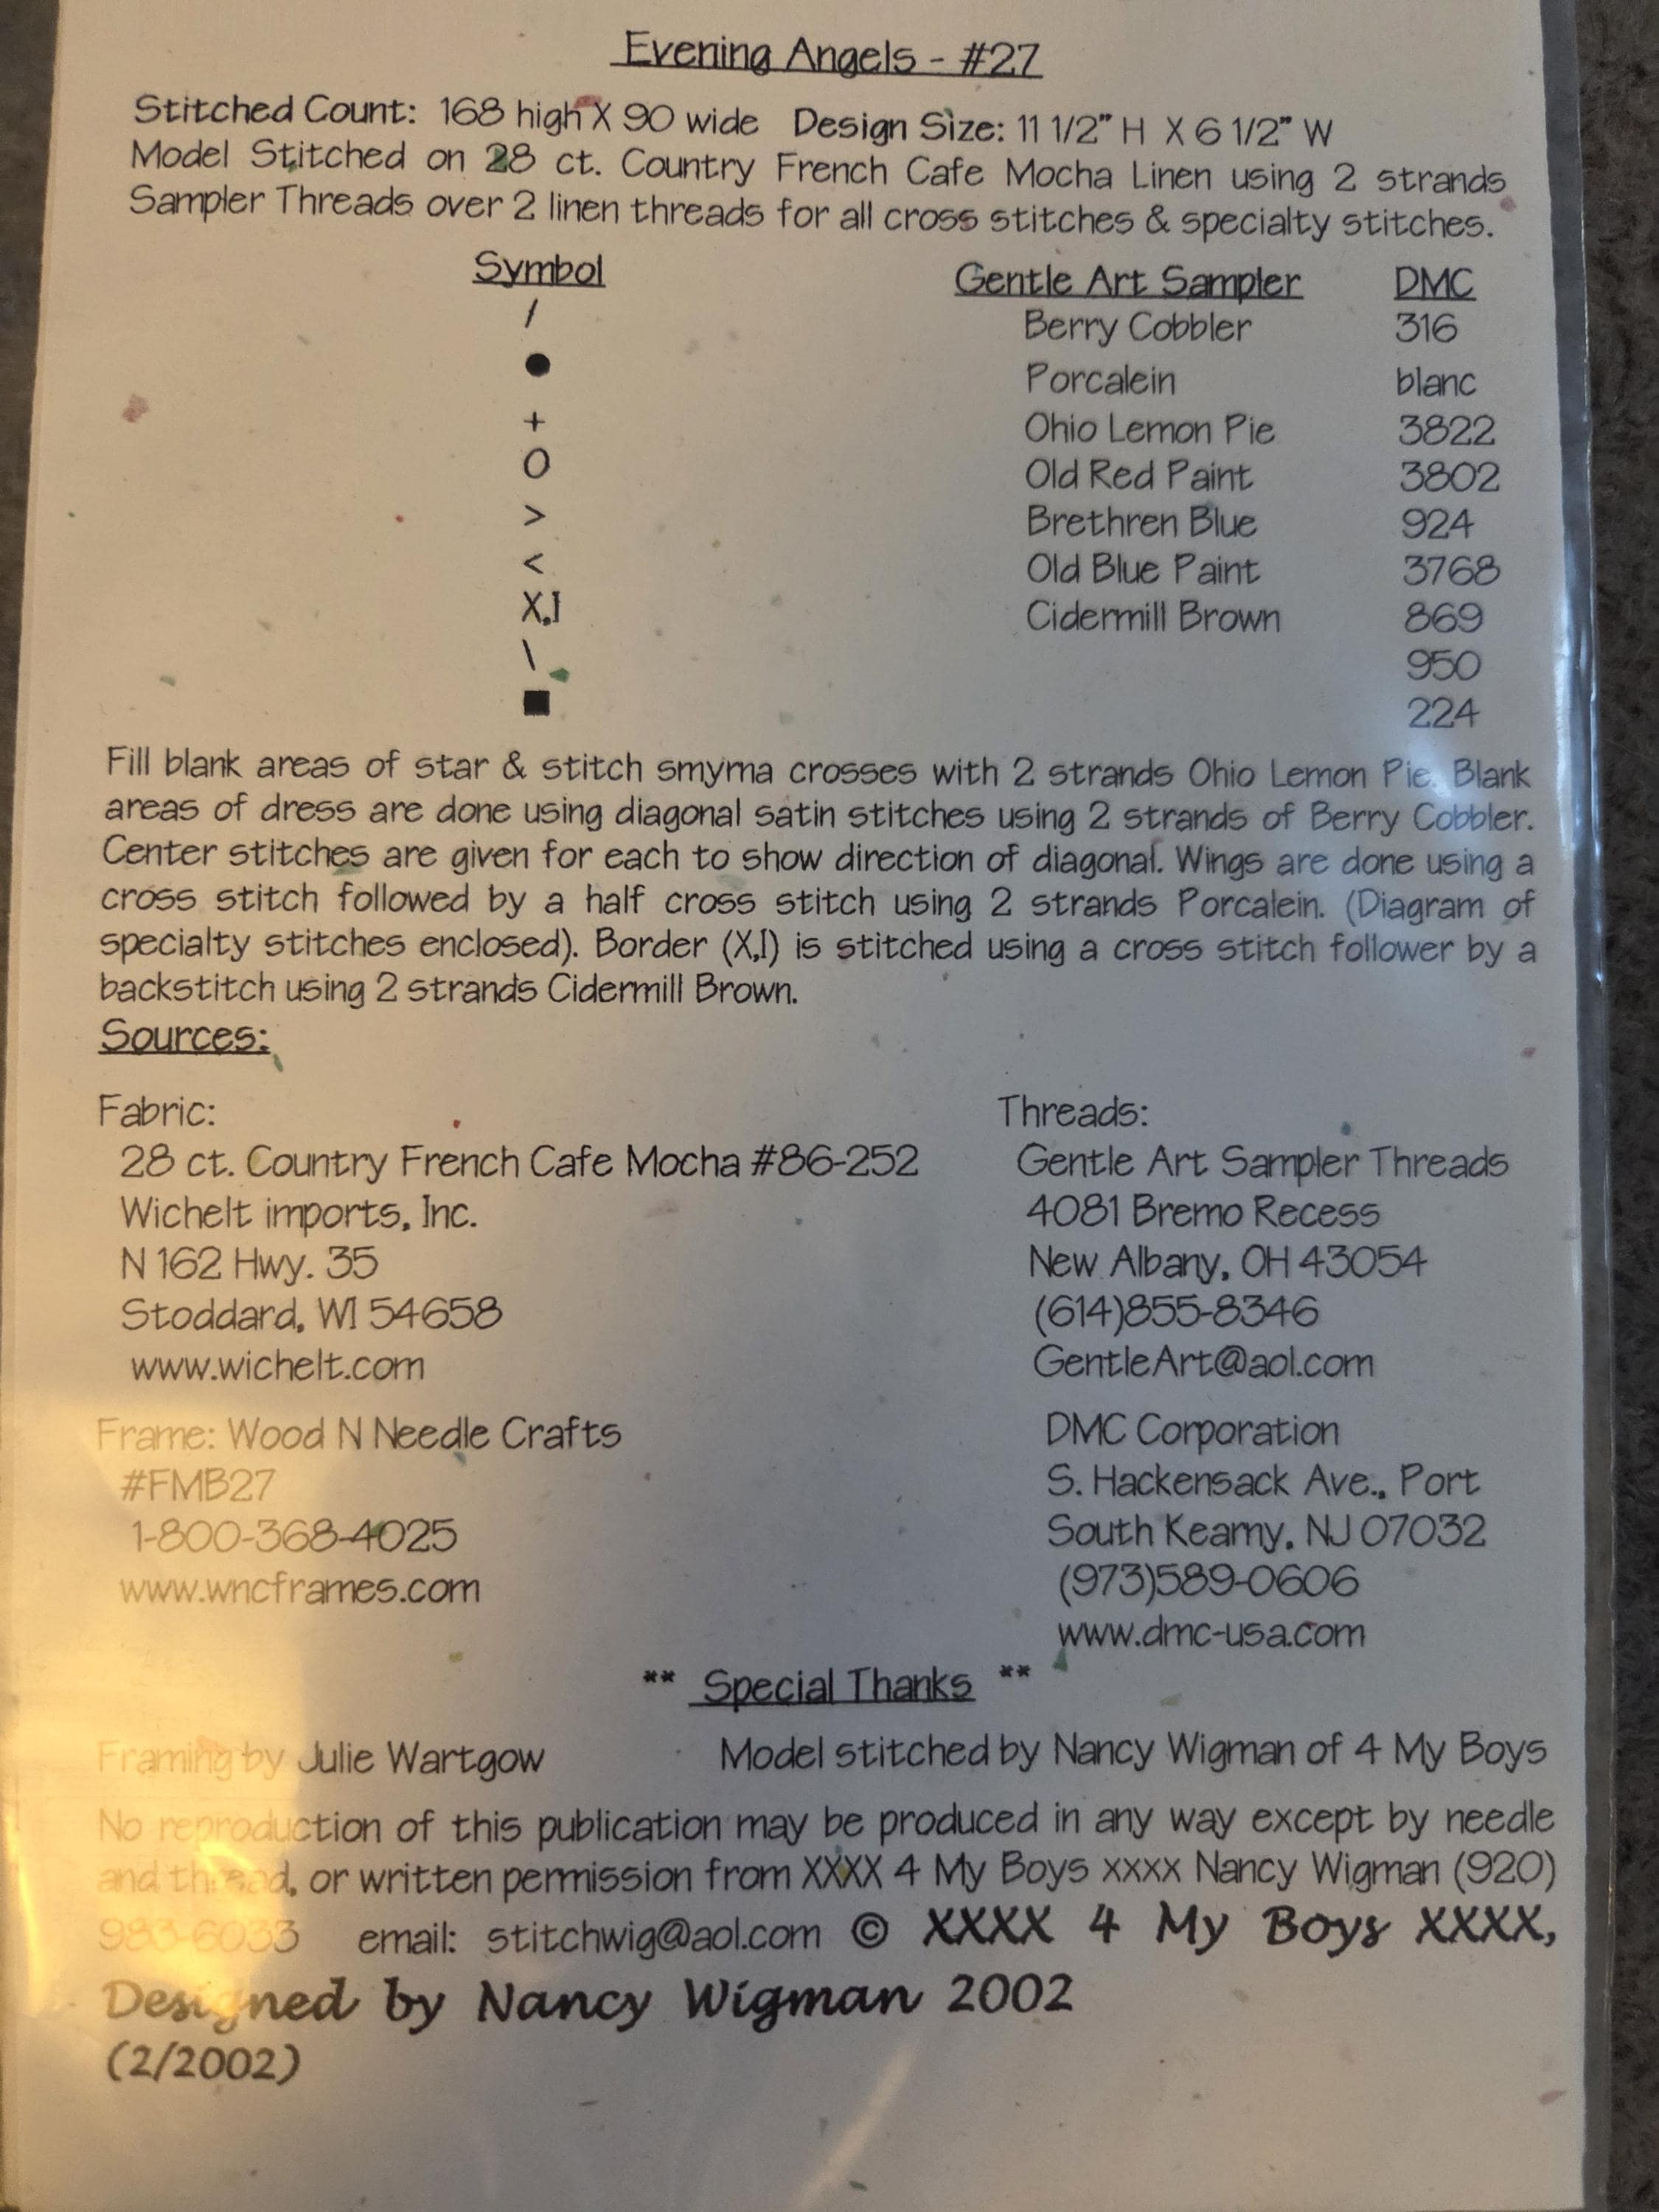 Evening Angels - #27
Stitched Count: 168 high X 90 wide Design Size: 11 1/2" H X 6 1/2" W
Model Stitched on 28 ct. Country French Cafe Mocha Linen using 2 strands
Sampler Threads over 2 linen threads for all cross stitches & specialty stitches.
Symbol Gentle Art Sampler DMC
/ Berry Cobbler 316
● Porcalein blanc
+ Ohio Lemon Pie 3822
O Old Red Paint 3802
> Brethren Blue 924
< Old Blue Paint 3768
X,I Cidermill Brown 869
\ 950
■ 224
Fill blank areas of star & stitch smyrna crosses with 2 strands Ohio Lemon Pie. Blank
areas of dress are done using diagonal satin stitches using 2 strands of Berry Cobbler.
Center stitches are given for each to show direction of diagonal. Wings are done using a
cross stitch followed by a half cross stitch using 2 strands Porcalein. (Diagram of
specialty stitches enclosed). Border (X,I) is stitched using a cross stitch follower by a
backstitch using 2 strands Cidermill Brown.
Sources:
Fabric:
28 ct. Country French Cafe Mocha #86-252
Wichelt imports, Inc.
N 162 Hwy. 35
Stoddard, WI 54658
www.wichelt.com
Frame: Wood N Needle Crafts
#FMB27
1-800-368-4025
www.wncframes.com
Threads:
Gentle Art Sampler Threads
4081 Bremo Recess
New Albany, OH 43054
(614)855-8346
GentleArt@aol.com
DMC Corporation
S. Hackensack Ave., Port
South Kearny, NJ 07032
(973)589-0606
www.dmc-usa.com
** Special Thanks **
Framing by Julie Wartgow Model stitched by Nancy Wigman of 4 My Boys
No reproduction of this publication may be produced in any way except by needle
and thread, or written permission from XXXX 4 My Boys xxxx Nancy Wigman (920)
983-6033 email: stitchwig@aol.com © XXXX 4 My Boys XXXX,
Designed by Nancy Wigman 2002
(2/2002)